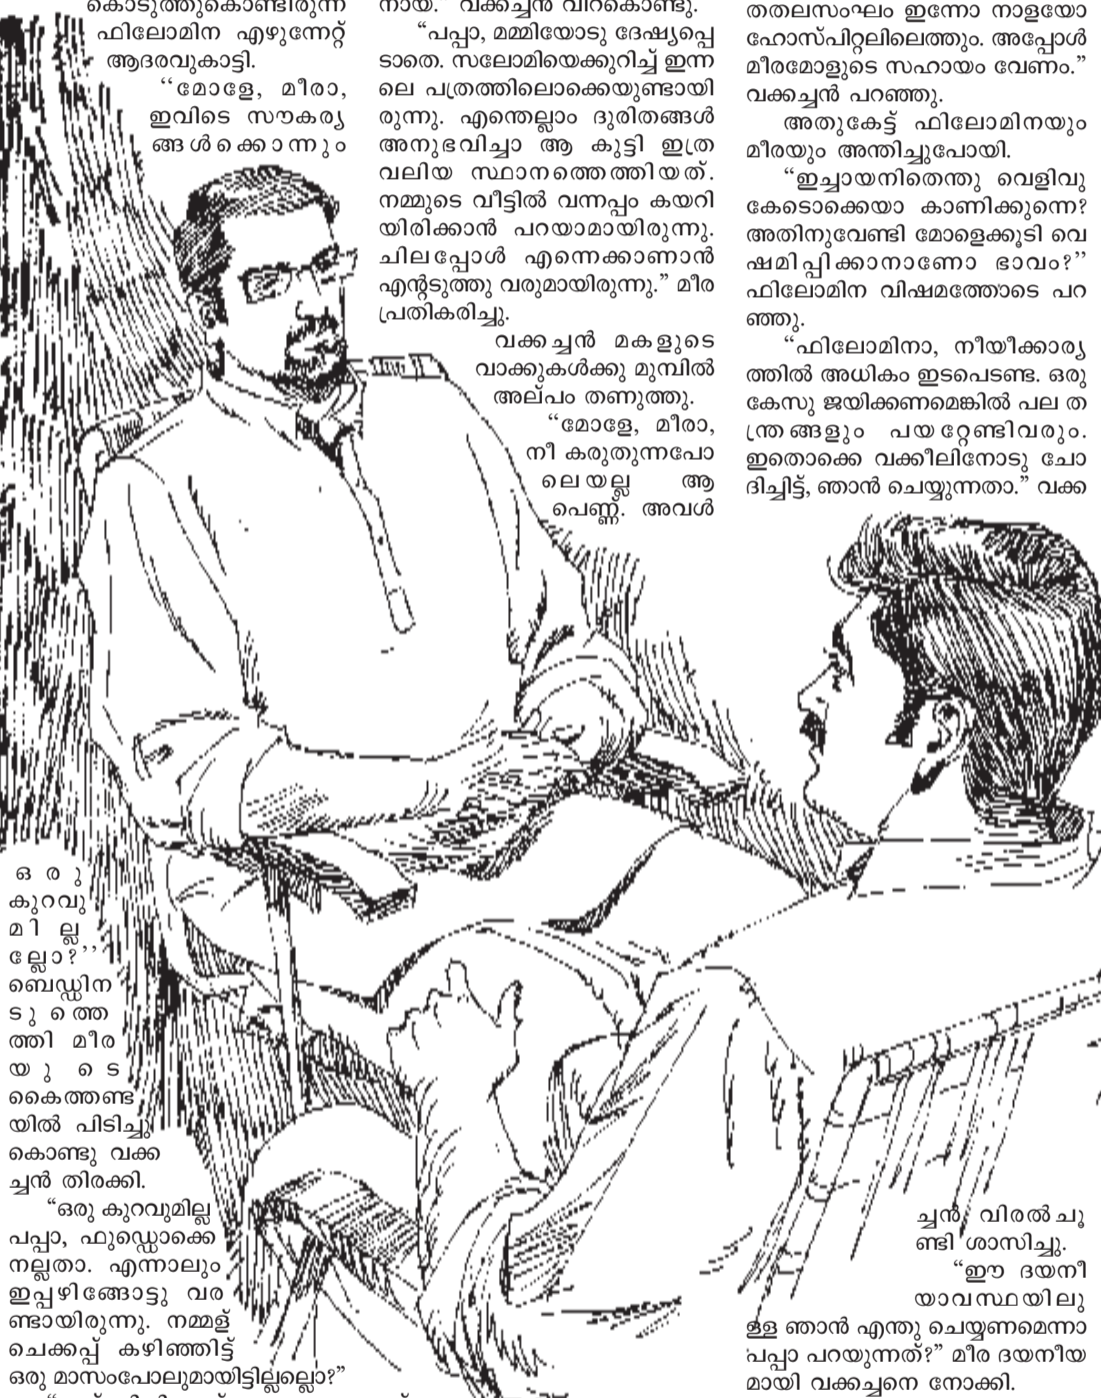 കൊടുത്തുകൊണ്ടിരുന്ന
ഫിലോമിന എഴുന്നേറ്റ്
ആദരവുകാട്ടി.
“മോളേ, മീരാ,
ഇവിടെ സൗകര്യ
ങ്ങൾക്കൊന്നും
ഒരു
കുറവു
മില്ല
ല്ലോ?”
ബെഡ്ഡിന
ടുത്തെ
ത്തി മീര
യുടെ
കൈത്തണ്ട
യിൽ പിടിച്ചു
കൊണ്ടു വക്ക
ച്ചൻ തിരക്കി.
“ഒരു കുറവുമില്ല
പപ്പാ, ഫുഡ്ഡൊക്കെ
നല്ലതാ. എന്നാലും
ഇപ്പഴിങ്ങോട്ടു വര
ണ്ടായിരുന്നു. നമ്മള്
ചെക്കപ്പ് കഴിഞ്ഞിട്ട്
ഒരു മാസംപോലുമായിട്ടില്ലല്ലൊ?”
നായ.” വക്കച്ചൻ വിറകൊണ്ടു.
“പപ്പാ, മമ്മിയോടു ദേഷ്യപ്പെ
ടാതെ. സലോമിയെക്കുറിച്ച് ഇന്ന
ലെ പത്രത്തിലൊക്കെയുണ്ടായി
രുന്നു. എന്തെല്ലാം ദുരിതങ്ങൾ
അനുഭവിച്ചാ ആ കുട്ടി ഇത്ര
വലിയ സ്ഥാനത്തെത്തിയത്.
നമ്മുടെ വീട്ടിൽ വന്നപ്പം കയറി
യിരിക്കാൻ പറയാമായിരുന്നു.
ചിലപ്പോൾ എന്നെക്കാണാൻ
എന്റടുത്തു വരുമായിരുന്നു.” മീര
പ്രതികരിച്ചു.
വക്കച്ചൻ മകളുടെ
വാക്കുകൾക്കു മുമ്പിൽ
അല്പം തണുത്തു.
“മോളേ, മീരാ,
നീ കരുതുന്നപോ
ലെയല്ല ആ
പെണ്ണ്. അവൾ
തതലസംഘം ഇന്നോ നാളയോ
ഹോസ്പിറ്റലിലെത്തും. അപ്പോൾ
മീരമോളുടെ സഹായം വേണം.”
വക്കച്ചൻ പറഞ്ഞു.
അതുകേട്ട് ഫിലോമിനയും
മീരയും അന്തിച്ചുപോയി.
“ഇച്ചായനിതെന്തു വെളിവു
കേടൊക്കെയാ കാണിക്കുന്നെ?
അതിനുവേണ്ടി മോളെക്കൂടി വെ
ഷമിപ്പിക്കാനാണോ ഭാവം?”
ഫിലോമിന വിഷമത്തോടെ പറ
ഞ്ഞു.
“ഫിലോമിനാ, നീയീക്കാര്യ
ത്തിൽ അധികം ഇടപെടണ്ട. ഒരു
കേസു ജയിക്കണമെങ്കിൽ പല ത
ന്ത്രങ്ങളും പയറ്റേണ്ടിവരും.
ഇതൊക്കെ വക്കീലിനോടു ചോ
ദിച്ചിട്ട്, ഞാൻ ചെയ്യുന്നതാ.” വക്ക
ച്ചൻ വിരൽചൂ
ണ്ടി ശാസിച്ചു.
“ഈ ദയനീ
യാവസ്ഥയിലു
ള്ള ഞാൻ എന്തു ചെയ്യണമെന്നാ
പപ്പാ പറയുന്നത്?” മീര ദയനീയ
മായി വക്കച്ചനെ നോക്കി.